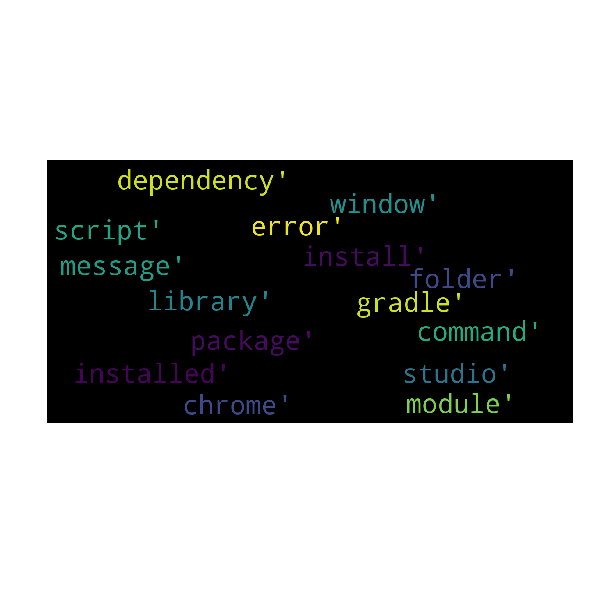 dependency'
window'
script'
error'
install'
message'
folder'
library'
gradle'
command'
package'
installed'
studio'
chrome'
module'